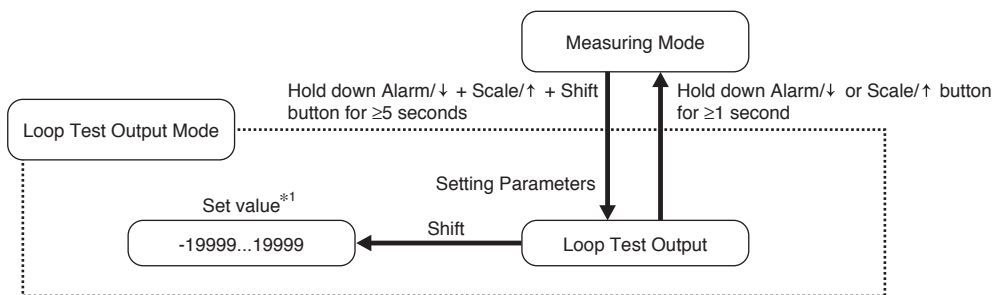 Measuring Mode
Hold down Alarm/↓ + Scale/↑ + Shift
button for ≥5 seconds
Hold down Alarm/↓ or Scale/↑ button
for ≥1 second
Loop Test Output Mode
Setting Parameters
Set value*1
-19999...19999
Shift
Loop Test Output